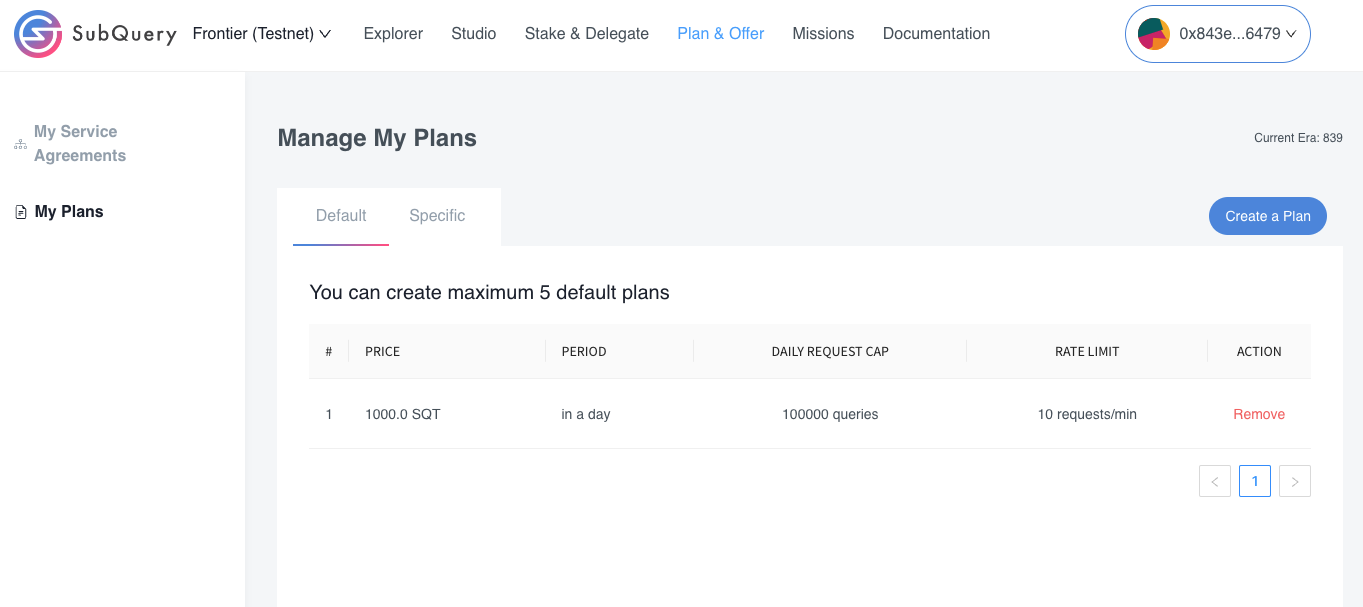 SubQuery Frontier (Testnet) Explorer Studio Stake & Delegate Plan & Offer Missions Documentation 0x843e...6479
My Service
Agreements
My Plans
Manage My Plans Current Era: 839
Default Specific Create a Plan
You can create maximum 5 default plans
# PRICE PERIOD DAILY REQUEST CAP RATE LIMIT ACTION
1 1000.0 SQT in a day 100000 queries 10 requests/min Remove
< 1 >